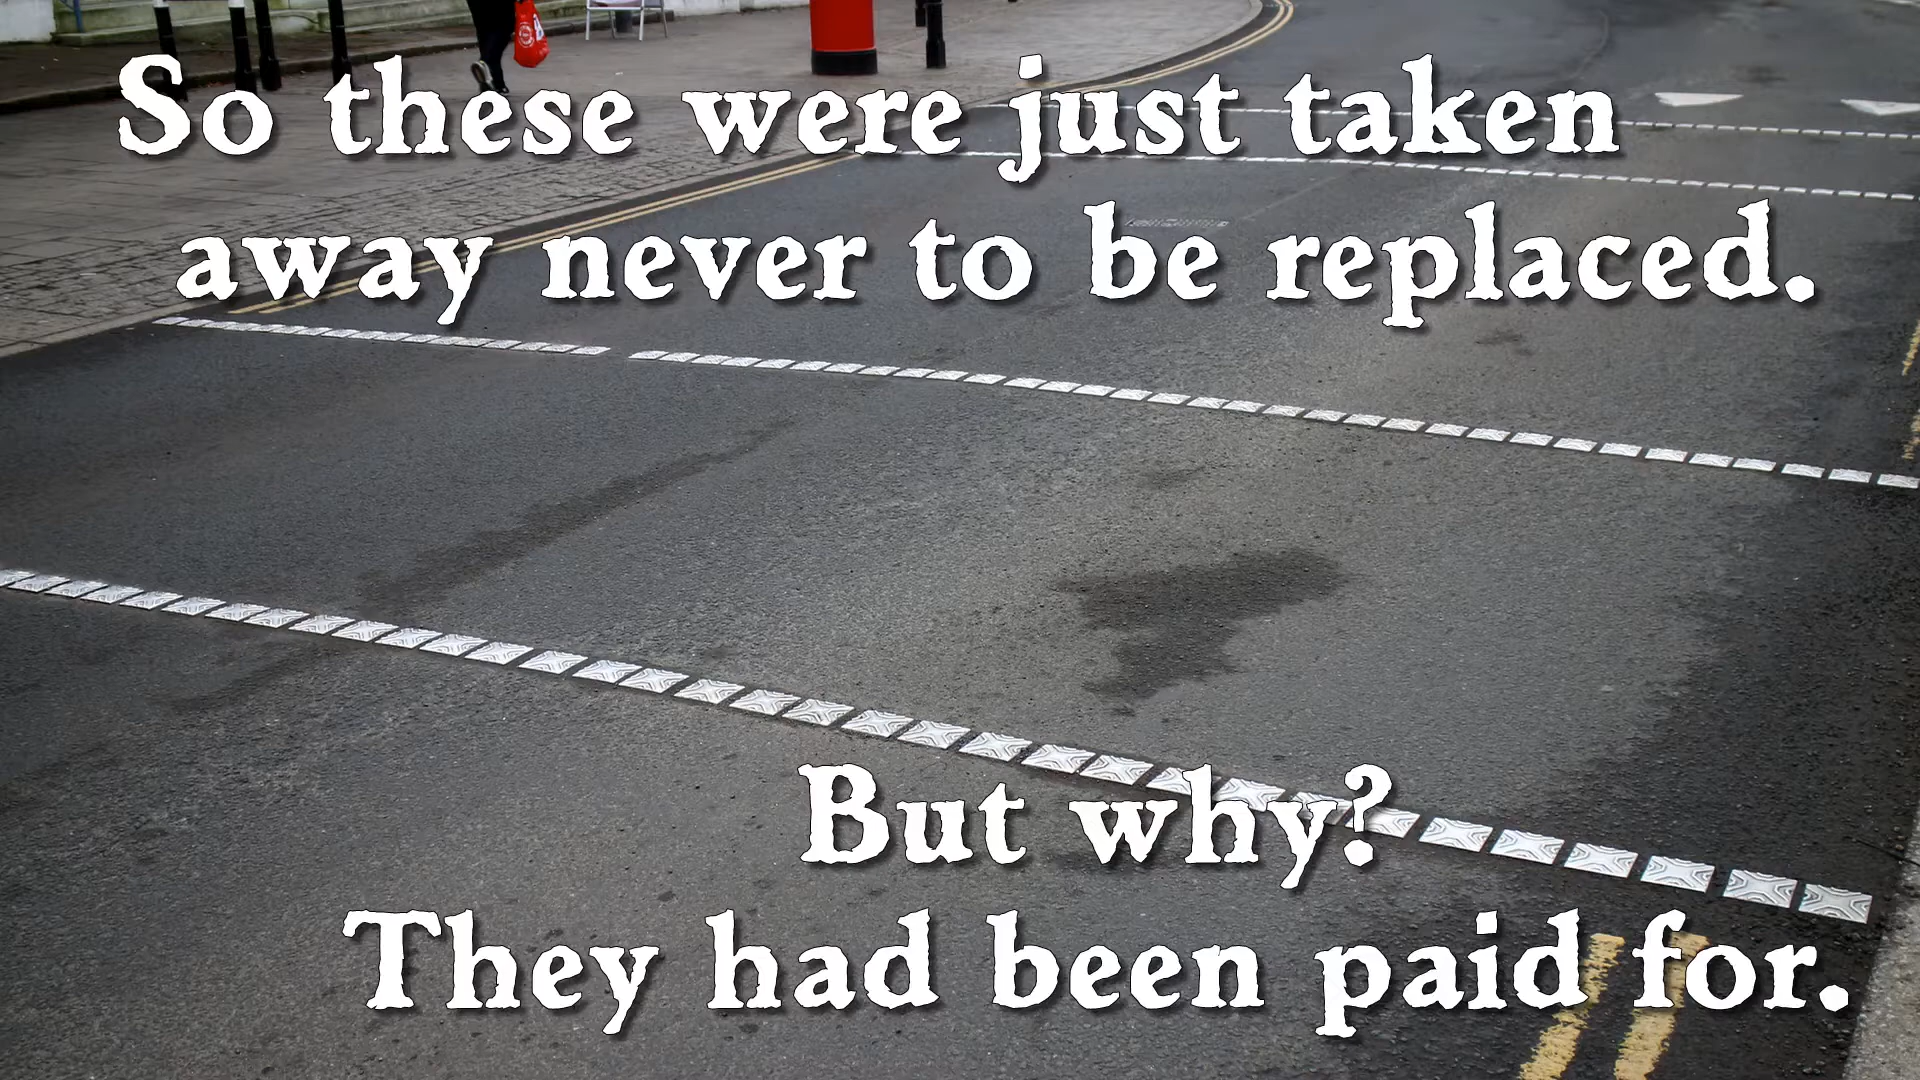 So these were just taken
away never to be replaced.
But why?
They had been paid for.